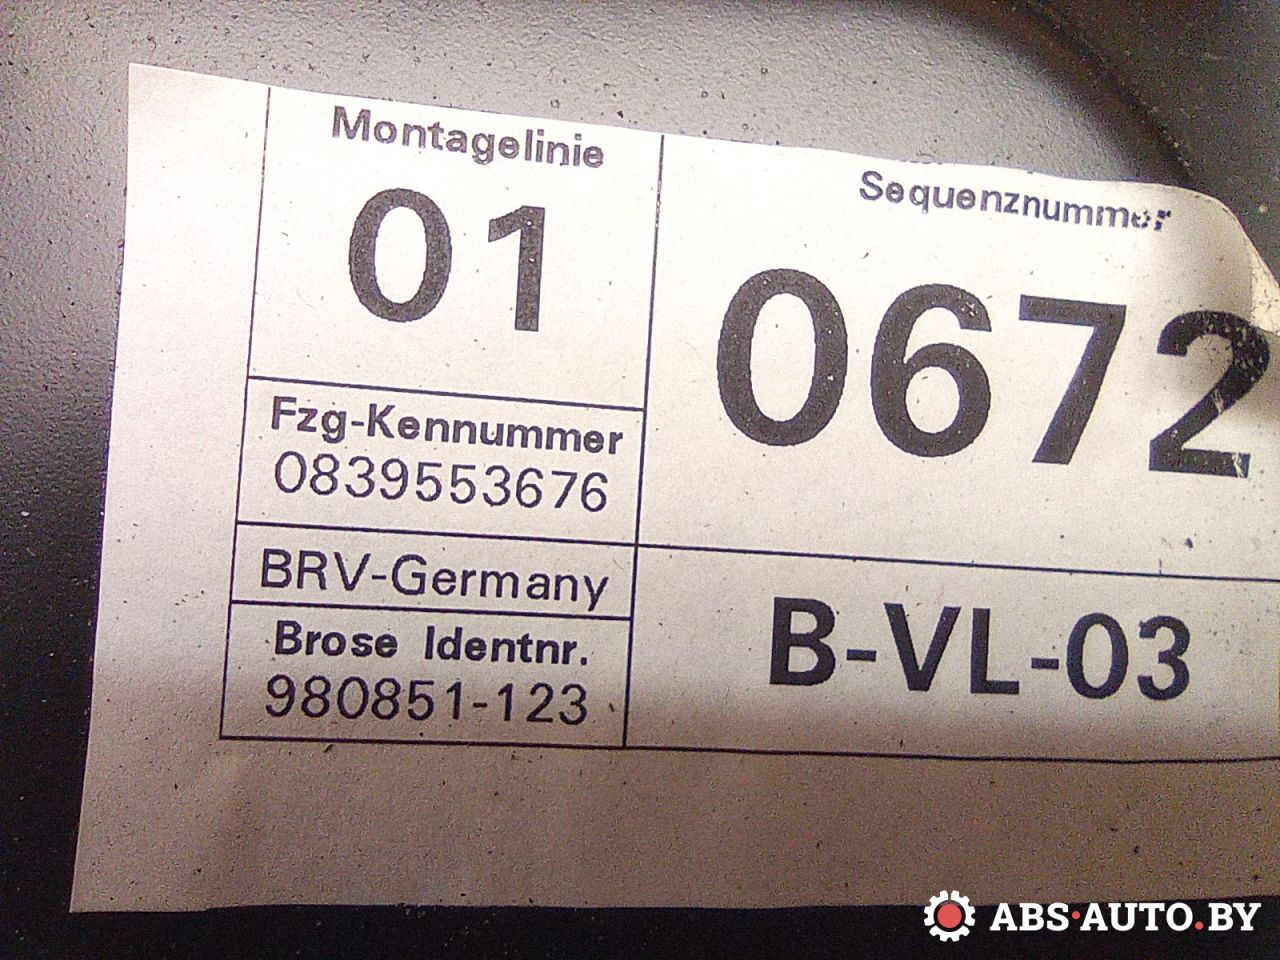 Montagelinie
01
Sequenznummer
0672
Fzg-Kennummer
0839553676
BRV-Germany
Brose Identnr.
980851-123
B-VL-03
ABS·AUTO.BY